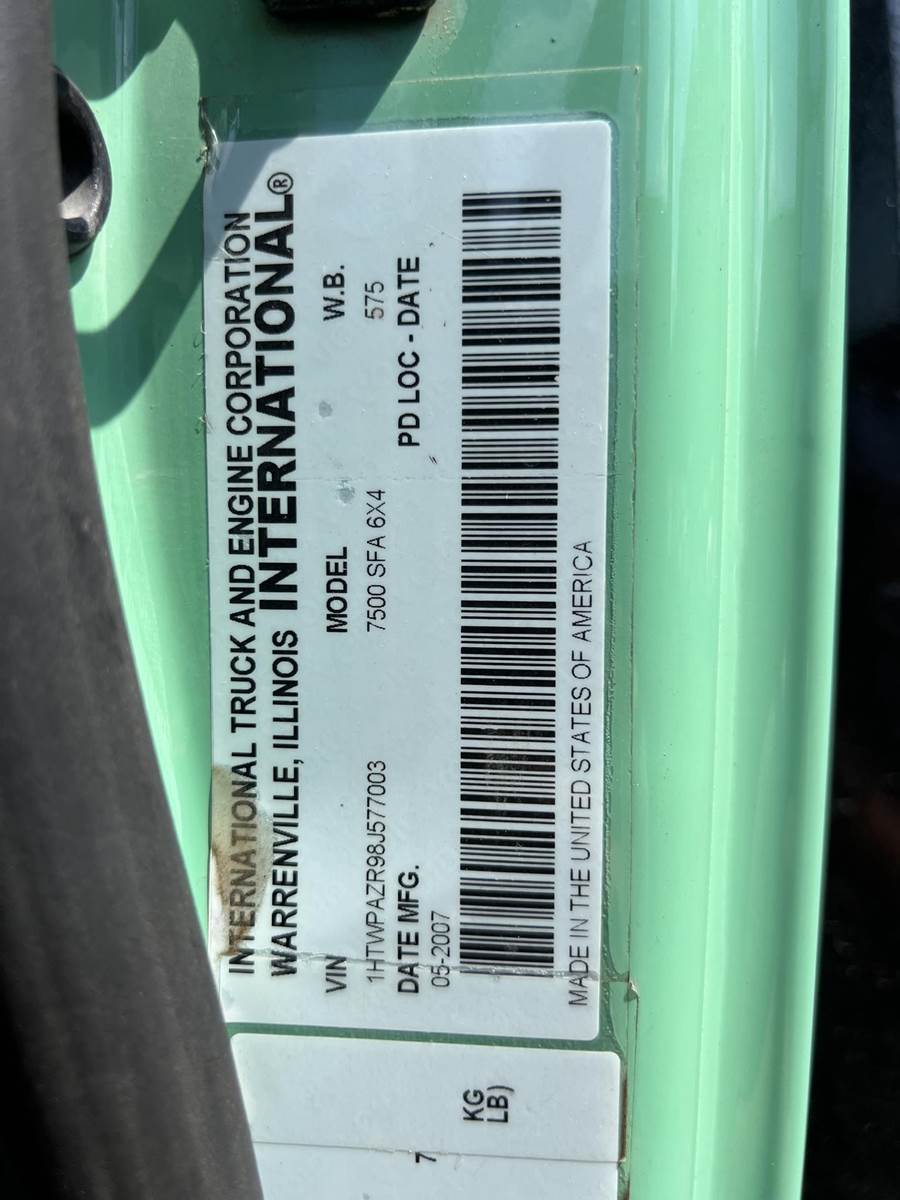 INTERNATIONAL TRUCK AND ENGINE CORPORATION
WARRENVILLE, ILLINOIS INTERNATIONAL®
VIN MODEL W.B.
1HTWPAZR98J577003 7500 SFA 6X4 575
DATE MFG. PD LOC - DATE
05-2007
MADE IN THE UNITED STATES OF AMERICA
7
KG
LB)